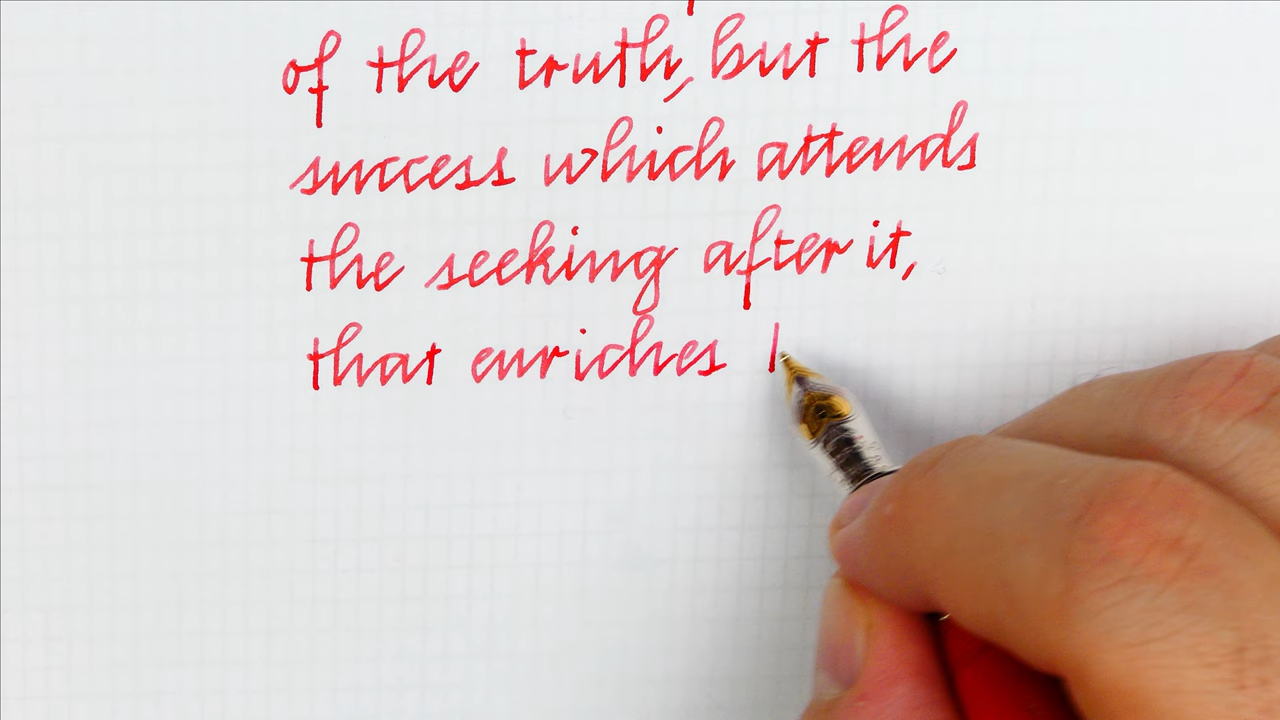 of the truth, but the
success which attends
the seeking after it,
that enriches